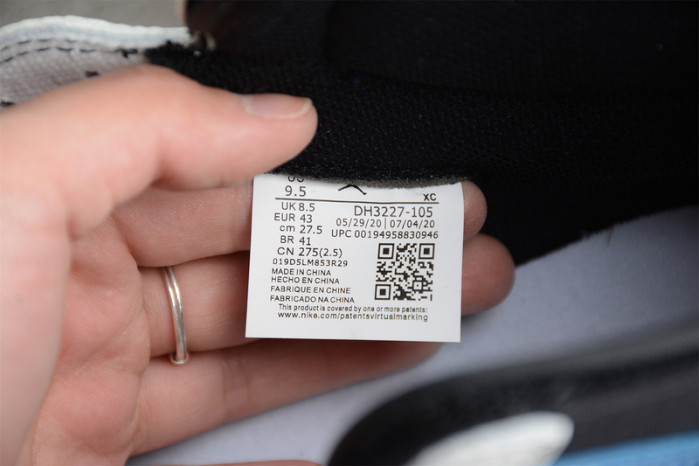 9.5
XC
UK 8.5
DH3227-105
EUR 43
05/29/20 | 07/04/20
cm 27.5
UPC 00194958830946
BR 41
CN 275(2.5)
019D5LM853R29
MADE IN CHINA
HECHO EN CHINA
FABRIQUE EN CHINE
FABRICADO NA CHINA
This product is covered by one or more patents:
www.nike.com/patentsvirtualmarking